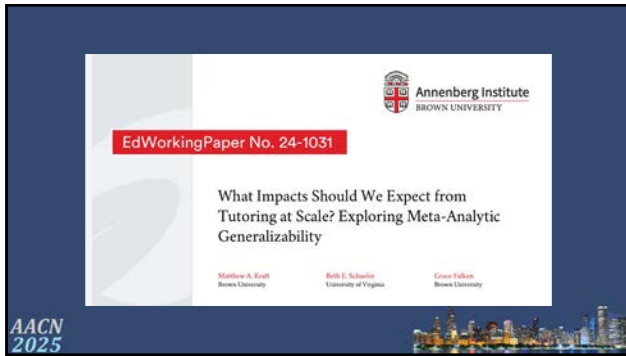 Annenberg Institute
BROWN UNIVERSITY
EdWorkingPaper No. 24-1031
What Impacts Should We Expect from
Tutoring at Scale? Exploring Meta-Analytic
Generalizability
Matthew A. Kraft
Brown University
Beth E. Schueler
University of Virginia
Grace Falken
Brown University
AACN
2025